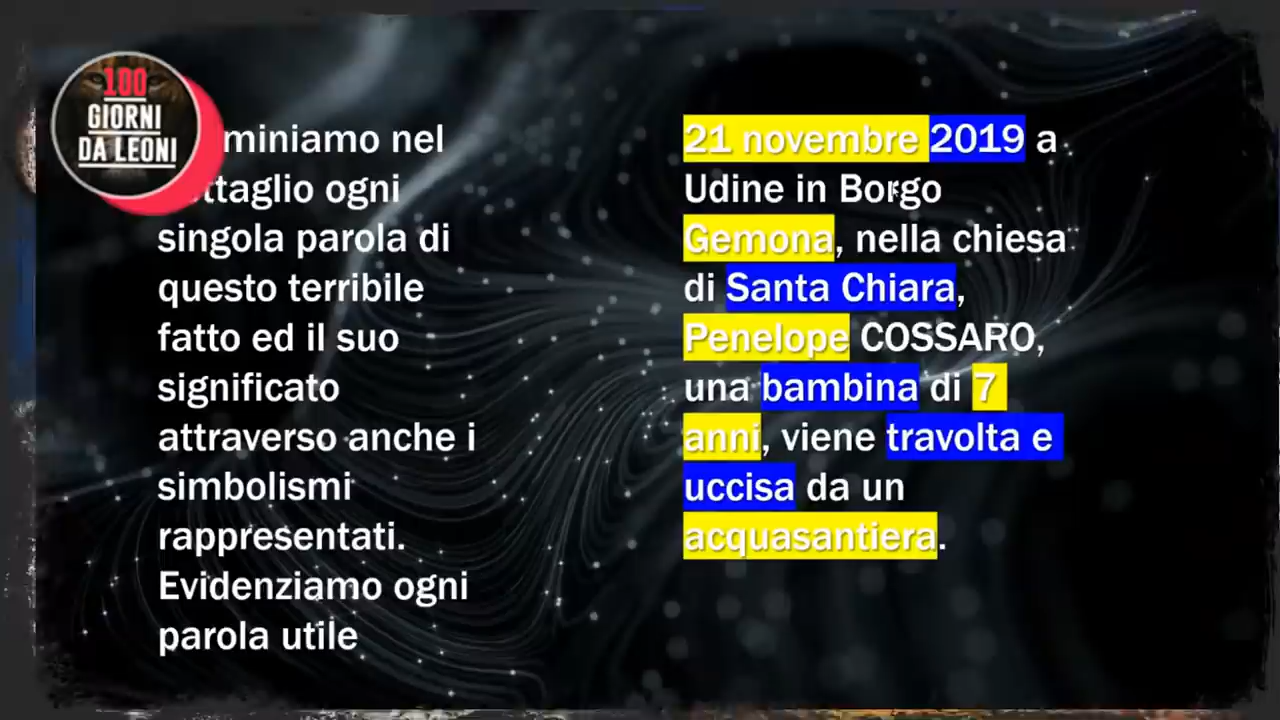 100
GIORNI
DA LEONI
miniamo nel
ttaglio ogni
singola parola di
questo terribile
fatto ed il suo
significato
attraverso anche i
simbolismi
rappresentati.
Evidenziamo ogni
parola utile
21 novembre 2019 a
Udine in Borgo
Gemona, nella chiesa
di Santa Chiara,
Penelope COSSARO,
una bambina di 7
anni, viene travolta e
uccisa da un
acquasantiera.